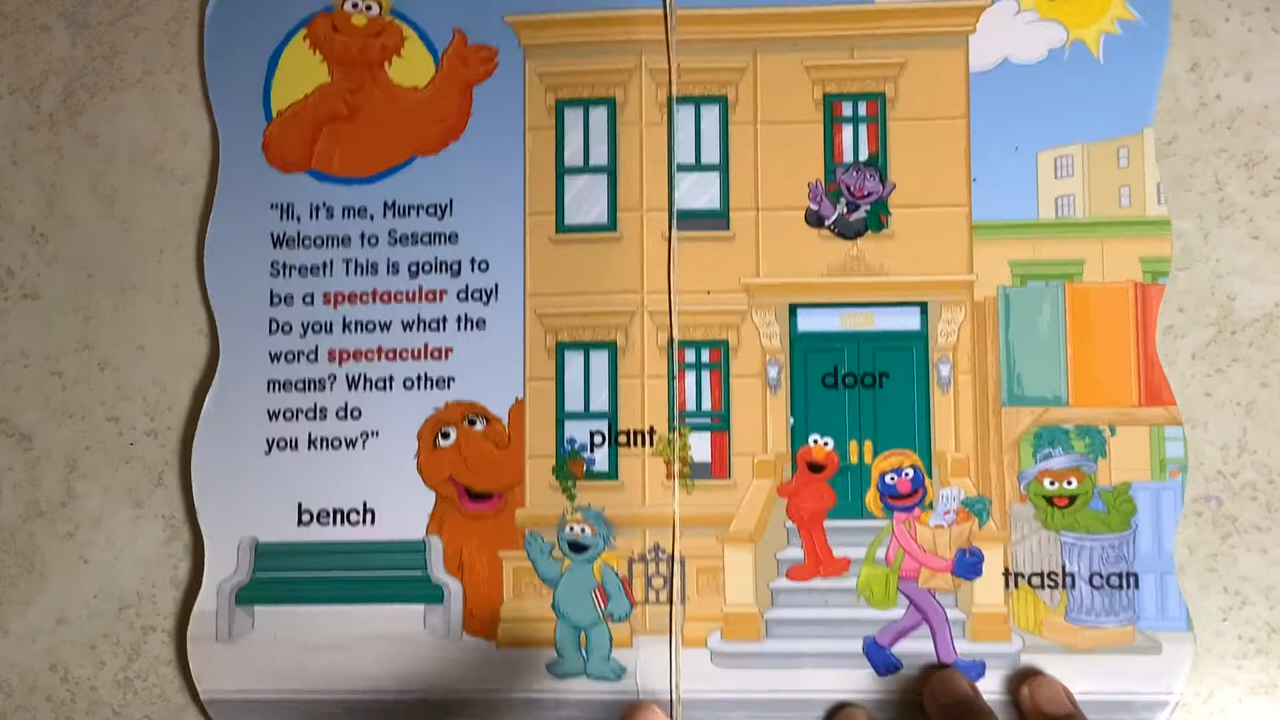 "Hi, it's me, Murray!
Welcome to Sesame
Street! This is going to
be a spectacular day!
Do you know what the
word spectacular
means? What other
words do
you know?"
bench
plant
door
trash can